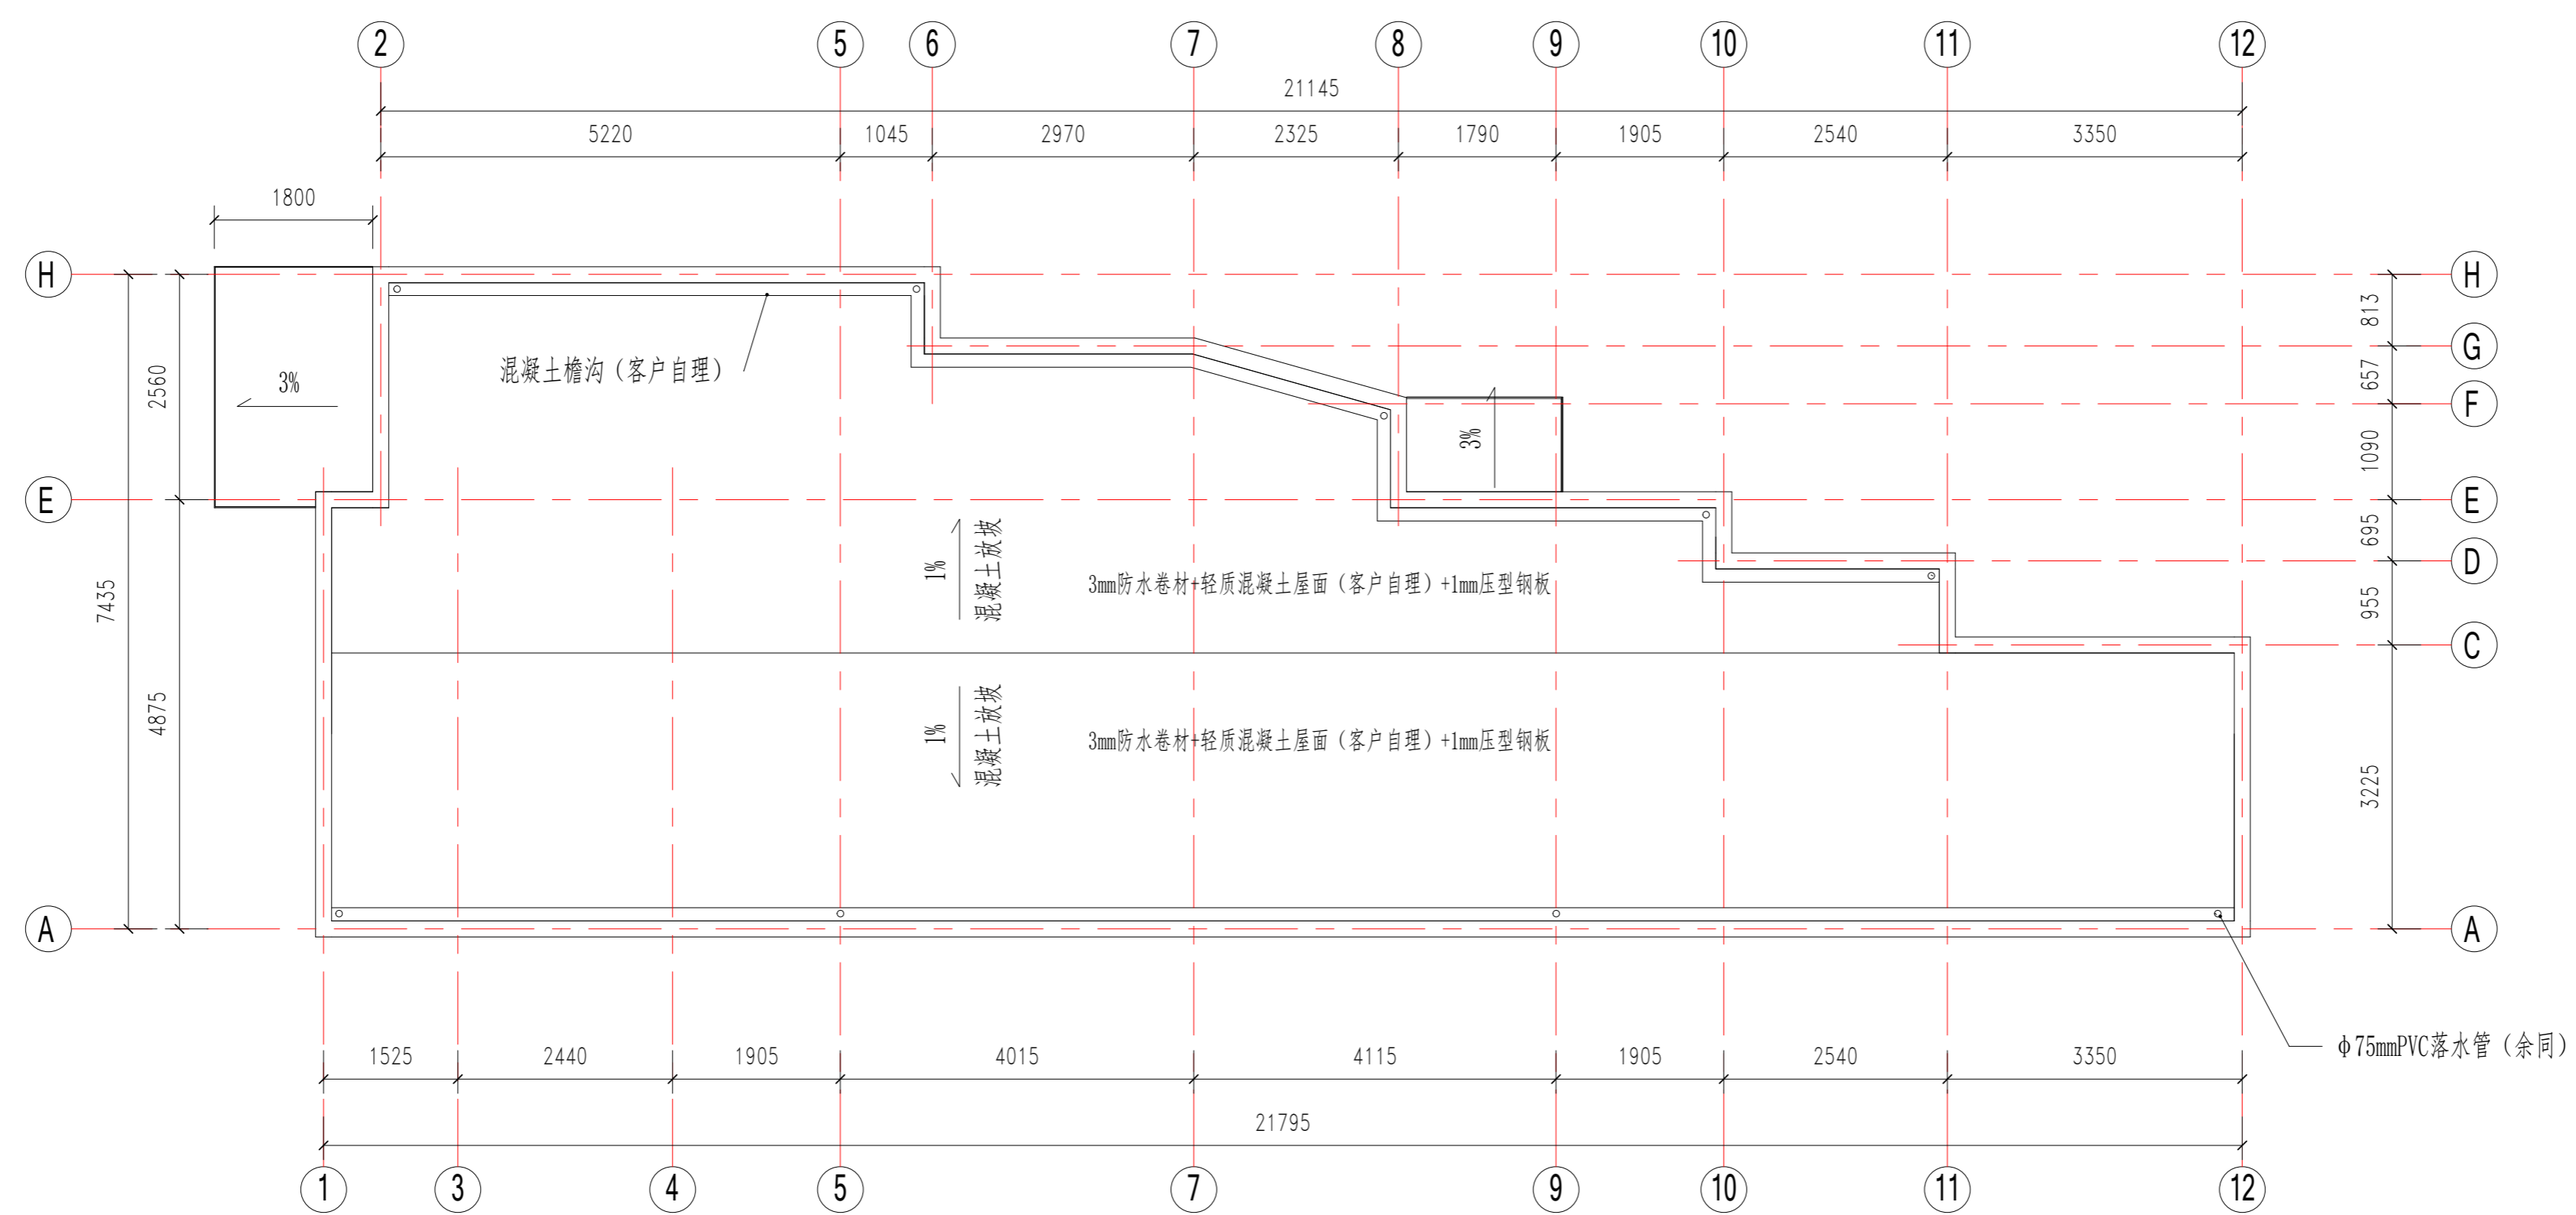 2 5 6 7 8 9 10 11 12
21145
5220 1045 2970 2325 1790 1905 2540 3350
1800
H H
813
G
混凝土檐沟（客户自理）
657
2560
3%
F
3%
1090
E E
1%
混凝土放坡
695
3mm防水卷材+轻质混凝土屋面（客户自理）+1mm压型钢板
D
7435
955
C
4875
1%
混凝土放坡
3mm防水卷材+轻质混凝土屋面（客户自理）+1mm压型钢板
3225
A A
ф75mmPVC落水管（余同）
1525 2440 1905 4015 4115 1905 2540 3350
21795
1 3 4 5 7 9 10 11 12